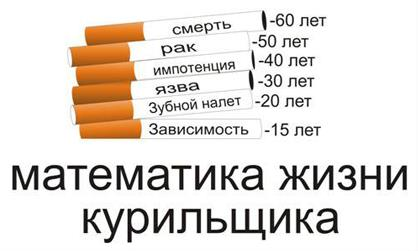 смерть -60 лет
рак -50 лет
импотенция -40 лет
язва -30 лет
Зубной налет -20 лет
Зависимость -15 лет
математика жизни
курильщика